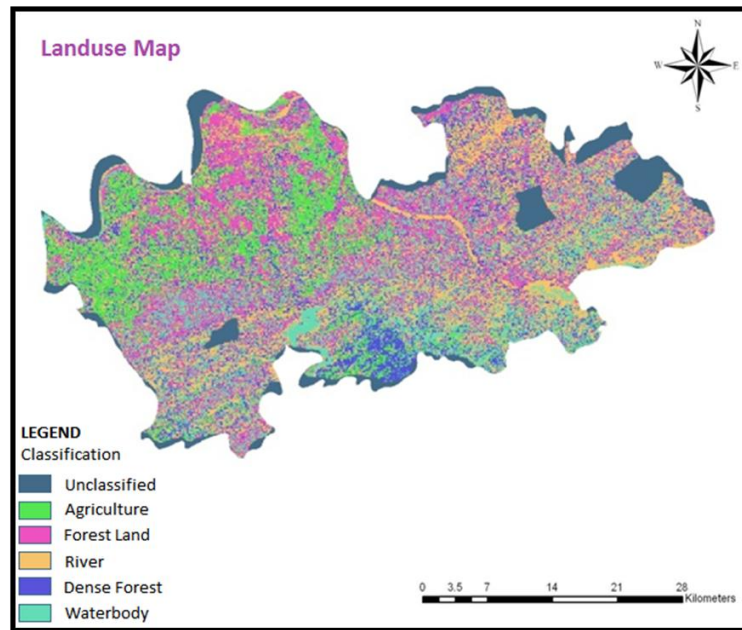 Landuse Map
N
W E
S
LEGEND
Classification
Unclassified
Agriculture
Forest Land
River
Dense Forest
Waterbody
0 3.5 7 14 21 28
Kilometers